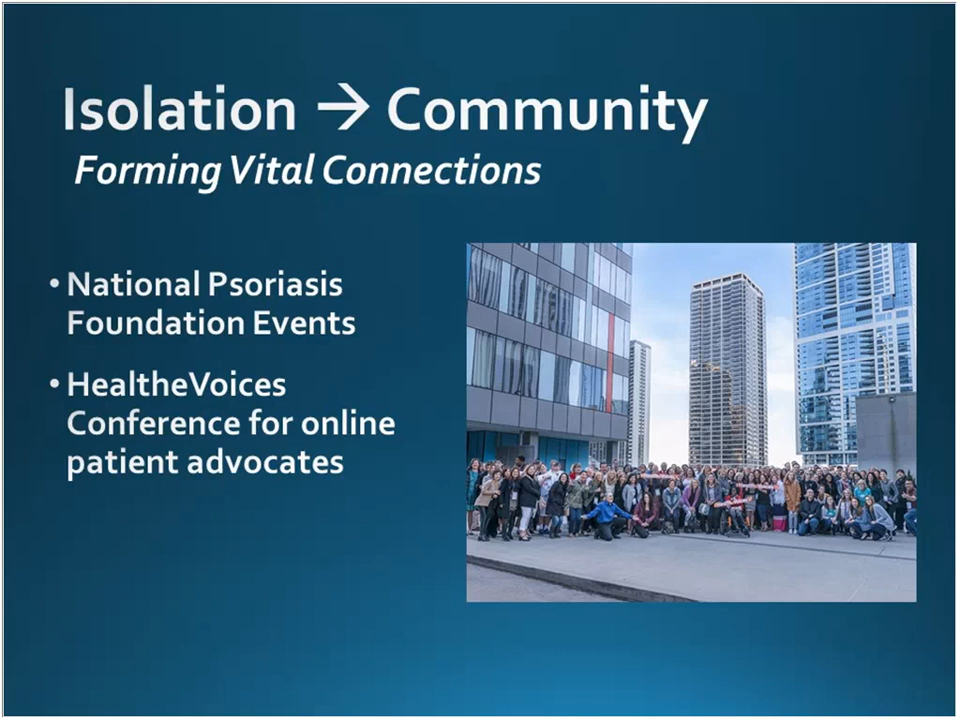 Isolation → Community
Forming Vital Connections
• National Psoriasis
Foundation Events
• HealtheVoices
Conference for online
patient advocates